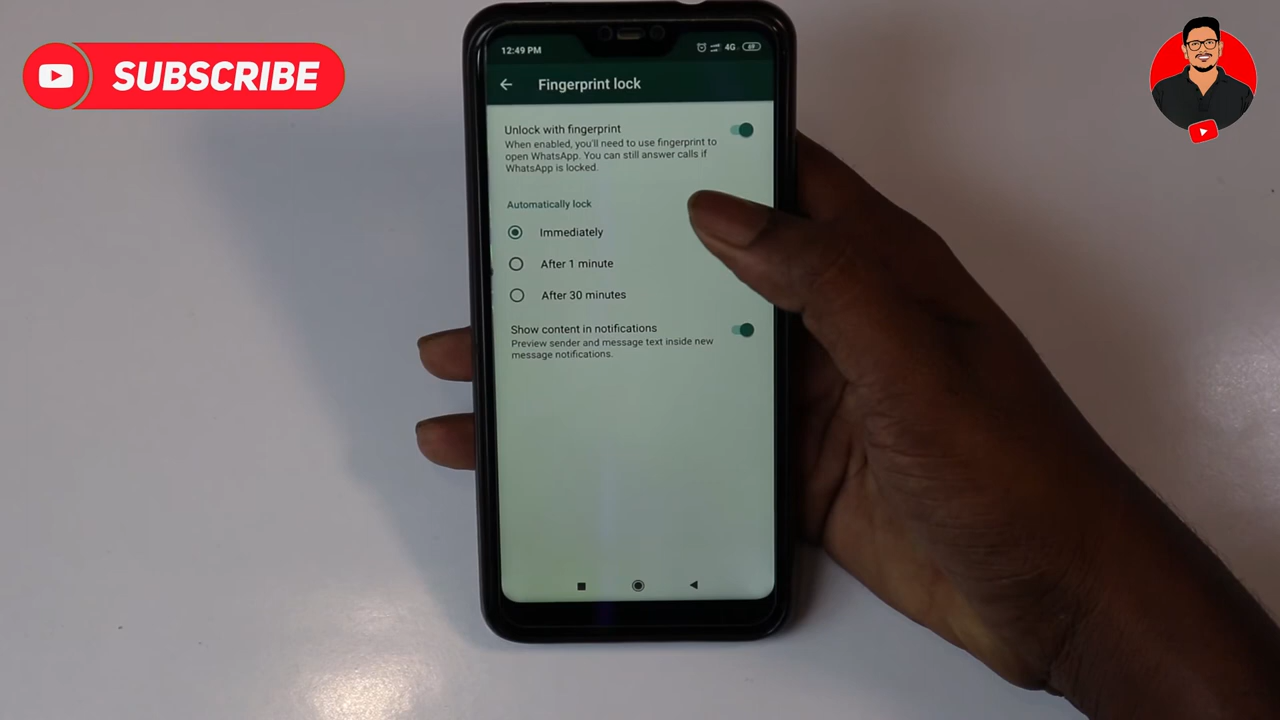 SUBSCRIBE
12:49 PM
4G
69
Fingerprint lock
Unlock with fingerprint
When enabled, you'll need to use fingerprint to
open WhatsApp. You can still answer calls if
WhatsApp is locked.
Automatically lock
Immediately
After 1 minute
After 30 minutes
Show content in notifications
Preview sender and message text inside new
message notifications.